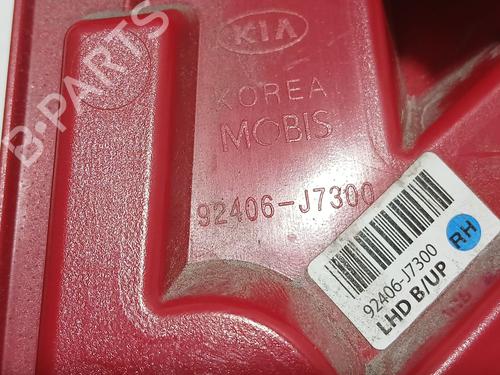 KIA
KOREA
MOBIS
92406-J7300
RH
92406-J7300
LHD B/UP
B-PARTS